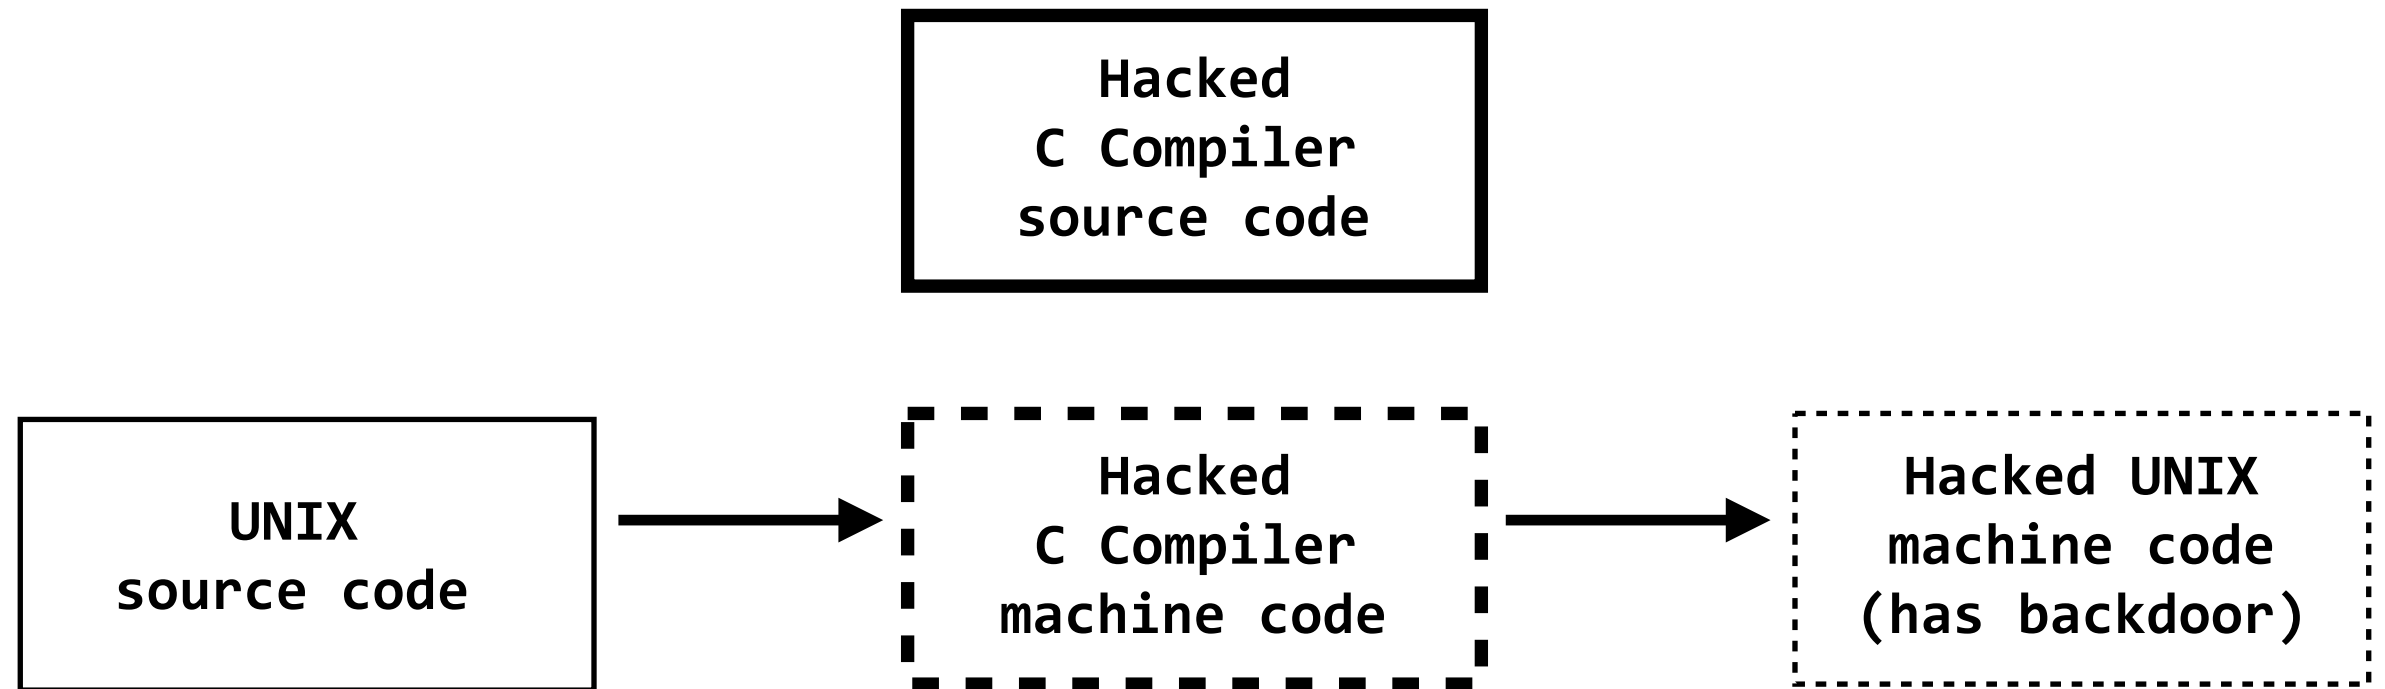 Hacked
C Compiler
source code
UNIX
source code
Hacked
C Compiler
machine code
Hacked UNIX
machine code
(has backdoor)